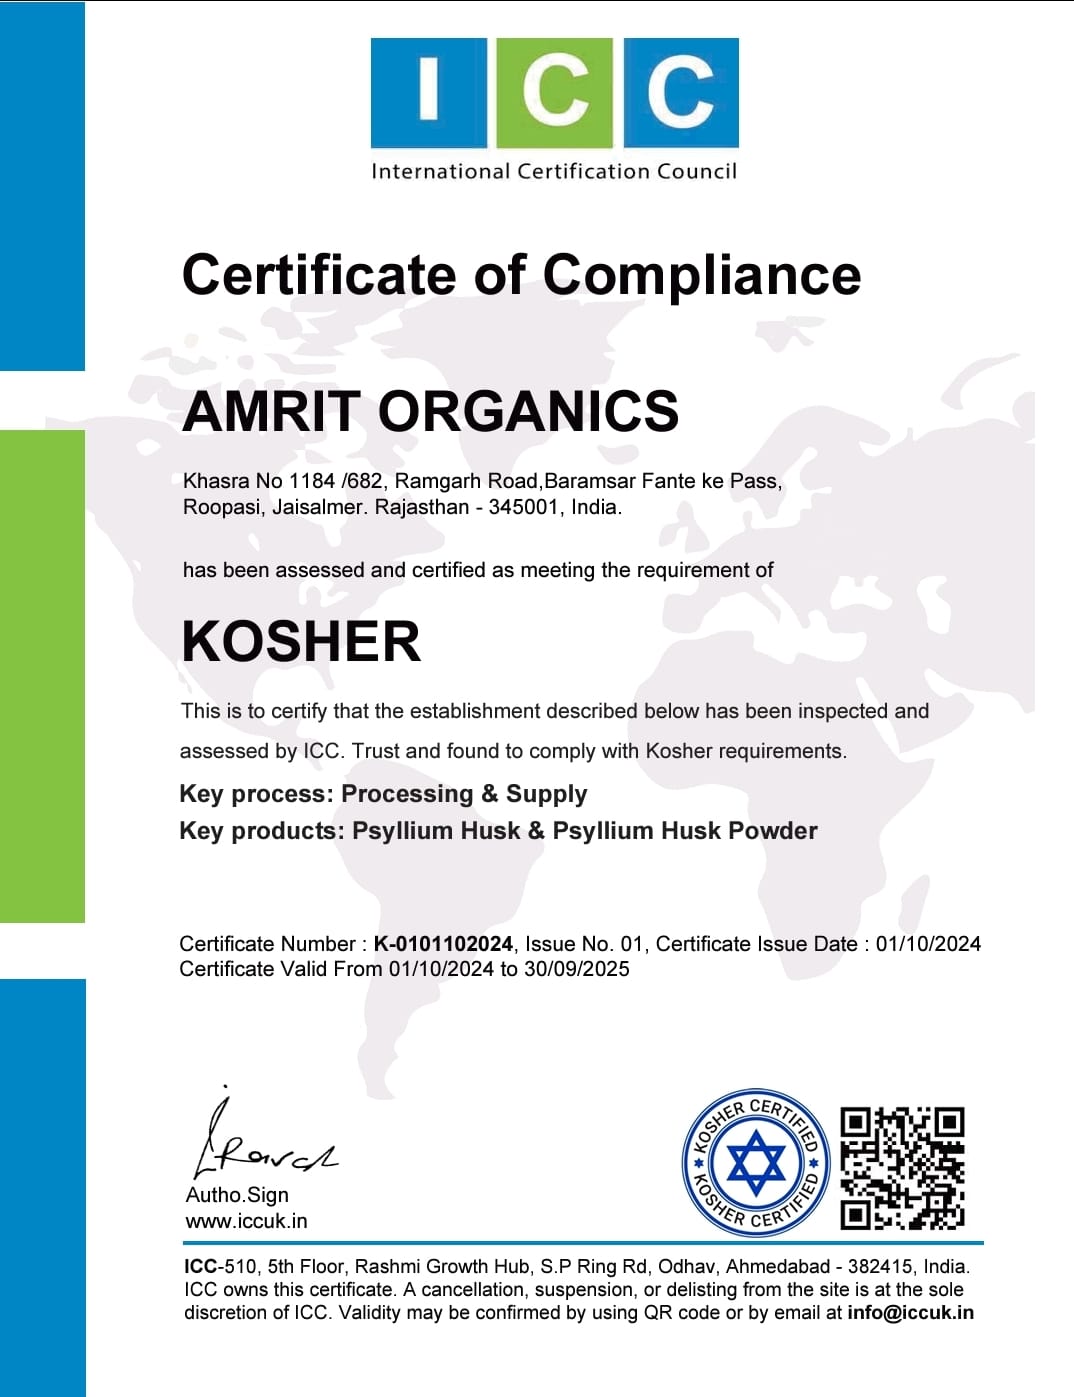 I C C
International Certification Council
Certificate of Compliance
AMRIT ORGANICS
Khasra No 1184 /682, Ramgarh Road,Baramsar Fante ke Pass,
Roopasi, Jaisalmer. Rajasthan - 345001, India.
has been assessed and certified as meeting the requirement of
KOSHER
This is to certify that the establishment described below has been inspected and
assessed by ICC. Trust and found to comply with Kosher requirements.
Key process: Processing & Supply
Key products: Psyllium Husk & Psyllium Husk Powder
Certificate Number : K-0101102024, Issue No. 01, Certificate Issue Date : 01/10/2024
Certificate Valid From 01/10/2024 to 30/09/2025
KOSHER CERTIFIED
KOSHER CERTIFIED
Autho.Sign
www.iccuk.in
ICC-510, 5th Floor, Rashmi Growth Hub, S.P Ring Rd, Odhav, Ahmedabad - 382415, India.
ICC owns this certificate. A cancellation, suspension, or delisting from the site is at the sole
discretion of ICC. Validity may be confirmed by using QR code or by email at info@iccuk.in